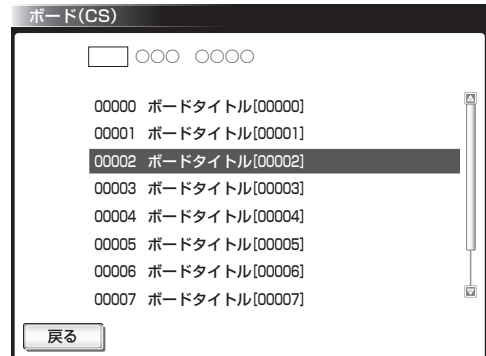 ボード(CS)
○○○ ○○○○
00000 ボードタイトル[00000]
00001 ボードタイトル[00001]
00002 ボードタイトル[00002]
00003 ボードタイトル[00003]
00004 ボードタイトル[00004]
00005 ボードタイトル[00005]
00006 ボードタイトル[00006]
00007 ボードタイトル[00007]
戻る